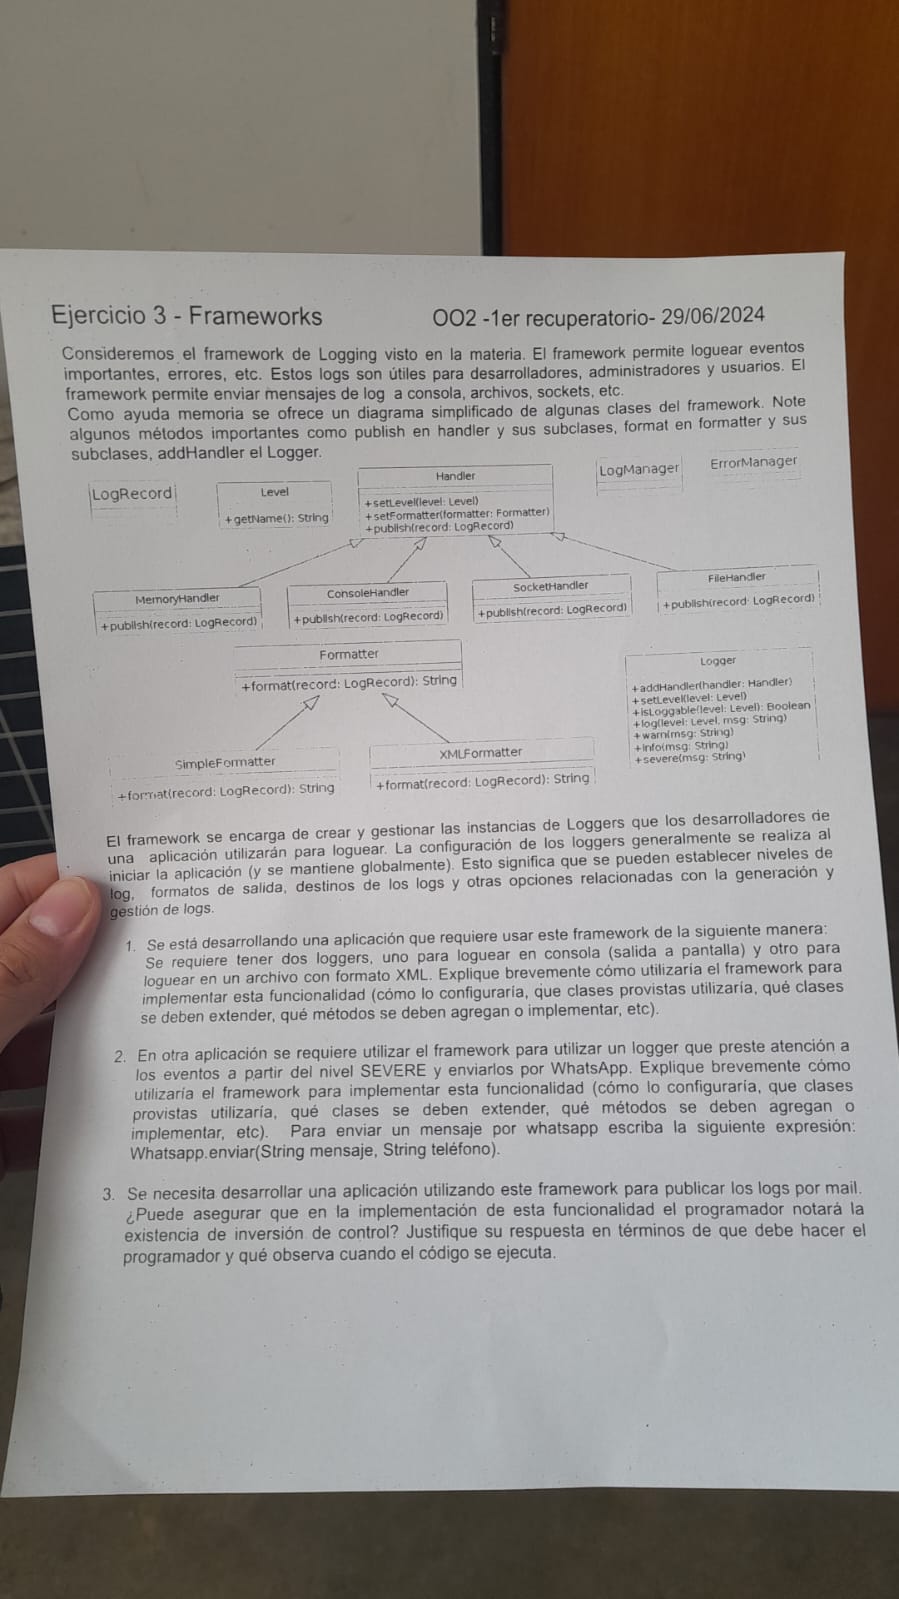 Ejercicio 3 - Frameworks OO2 -1er recuperatorio- 29/06/2024
Consideremos el framework de Logging visto en la materia. El framework permite loguear eventos
importantes, errores, etc. Estos logs son útiles para desarrolladores, administradores y usuarios. El
framework permite enviar mensajes de log a consola, archivos, sockets, etc.
Como ayuda memoria se ofrece un diagrama simplificado de algunas clases del framework. Note
algunos métodos importantes como publish en handler y sus subclases, format en formatter y sus
subclases, addHandler el Logger.
LogRecord
Level
+getName(): String
Handler
+setLevel(level: Level)
+setFormatter(formatter: Formatter)
+publish(record: LogRecord)
LogManager
ErrorManager
MemoryHandler
+publish(record: LogRecord)
ConsoleHandler
+publish(record: LogRecord)
SocketHandler
+publish(record: LogRecord)
FileHandler
+publish(record: LogRecord)
Formatter
+format(record: LogRecord): String
Logger
+addHandler(handler: Handler)
+setLevel(level: Level)
+isLoggable(level: Level): Boolean
+log(level: Level, msg: String)
+warn(msg: String)
+info(msg: String)
+severe(msg: String)
SimpleFormatter
+format(record: LogRecord): String
XMLFormatter
+format(record: LogRecord): String
El framework se encarga de crear y gestionar las instancias de Loggers que los desarrolladores de
una aplicación utilizarán para loguear. La configuración de los loggers generalmente se realiza al
iniciar la aplicación (y se mantiene globalmente). Esto significa que se pueden establecer niveles de
log, formatos de salida, destinos de los logs y otras opciones relacionadas con la generación y
gestión de logs.
1. Se está desarrollando una aplicación que requiere usar este framework de la siguiente manera:
Se requiere tener dos loggers, uno para loguear en consola (salida a pantalla) y otro para
loguear en un archivo con formato XML. Explique brevemente cómo utilizaría el framework para
implementar esta funcionalidad (cómo lo configuraría, que clases provistas utilizaría, qué clases
se deben extender, qué métodos se deben agregan o implementar, etc).
2. En otra aplicación se requiere utilizar el framework para utilizar un logger que preste atención a
los eventos a partir del nivel SEVERE y enviarlos por WhatsApp. Explique brevemente cómo
utilizaría el framework para implementar esta funcionalidad (cómo lo configuraría, que clases
provistas utilizaría, qué clases se deben extender, qué métodos se deben agregan o
implementar, etc). Para enviar un mensaje por whatsapp escriba la siguiente expresión:
Whatsapp.enviar(String mensaje, String teléfono).
3. Se necesita desarrollar una aplicación utilizando este framework para publicar los logs por mail.
¿Puede asegurar que en la implementación de esta funcionalidad el programador notará la
existencia de inversión de control? Justifique su respuesta en términos de que debe hacer el
programador y qué observa cuando el código se ejecuta.